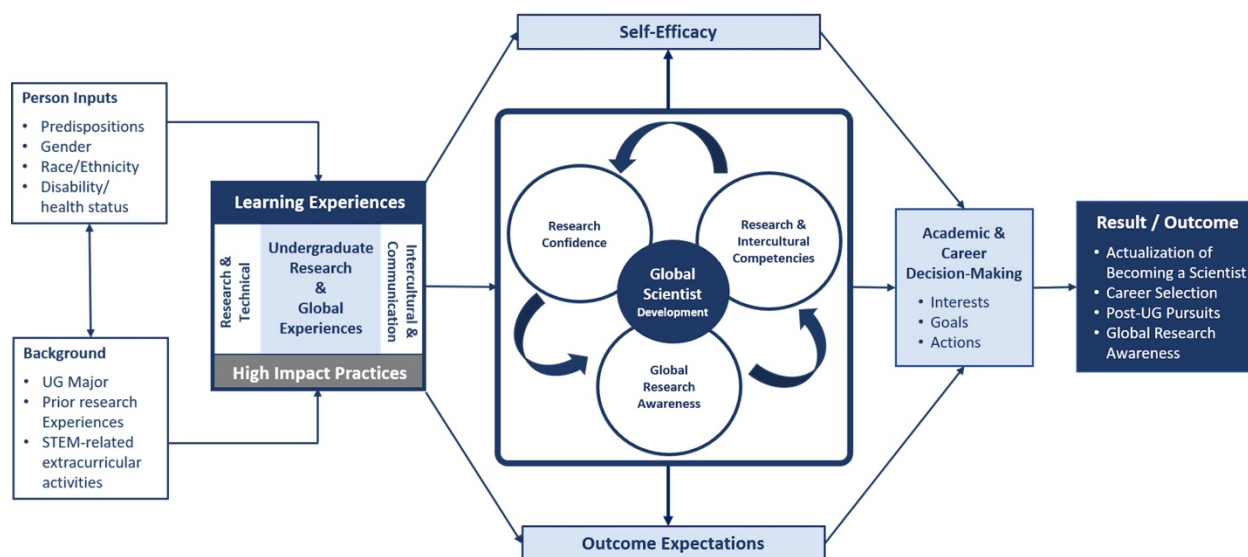 Person Inputs
• Predispositions
• Gender
• Race/Ethnicity
• Disability/
health status
Background
• UG Major
• Prior research
Experiences
• STEM-related
extracurricular
activities
Learning Experiences
Research &
Technical
Undergraduate
Research
&
Global
Experiences
Intercultural &
Communication
High Impact Practices
Self-Efficacy
Research
Confidence
Research &
Intercultural
Competencies
Global
Scientist
Development
Global
Research
Awareness
Outcome Expectations
Academic &
Career
Decision-Making
• Interests
• Goals
• Actions
Result / Outcome
• Actualization of
Becoming a Scientist
• Career Selection
• Post-UG Pursuits
• Global Research
Awareness